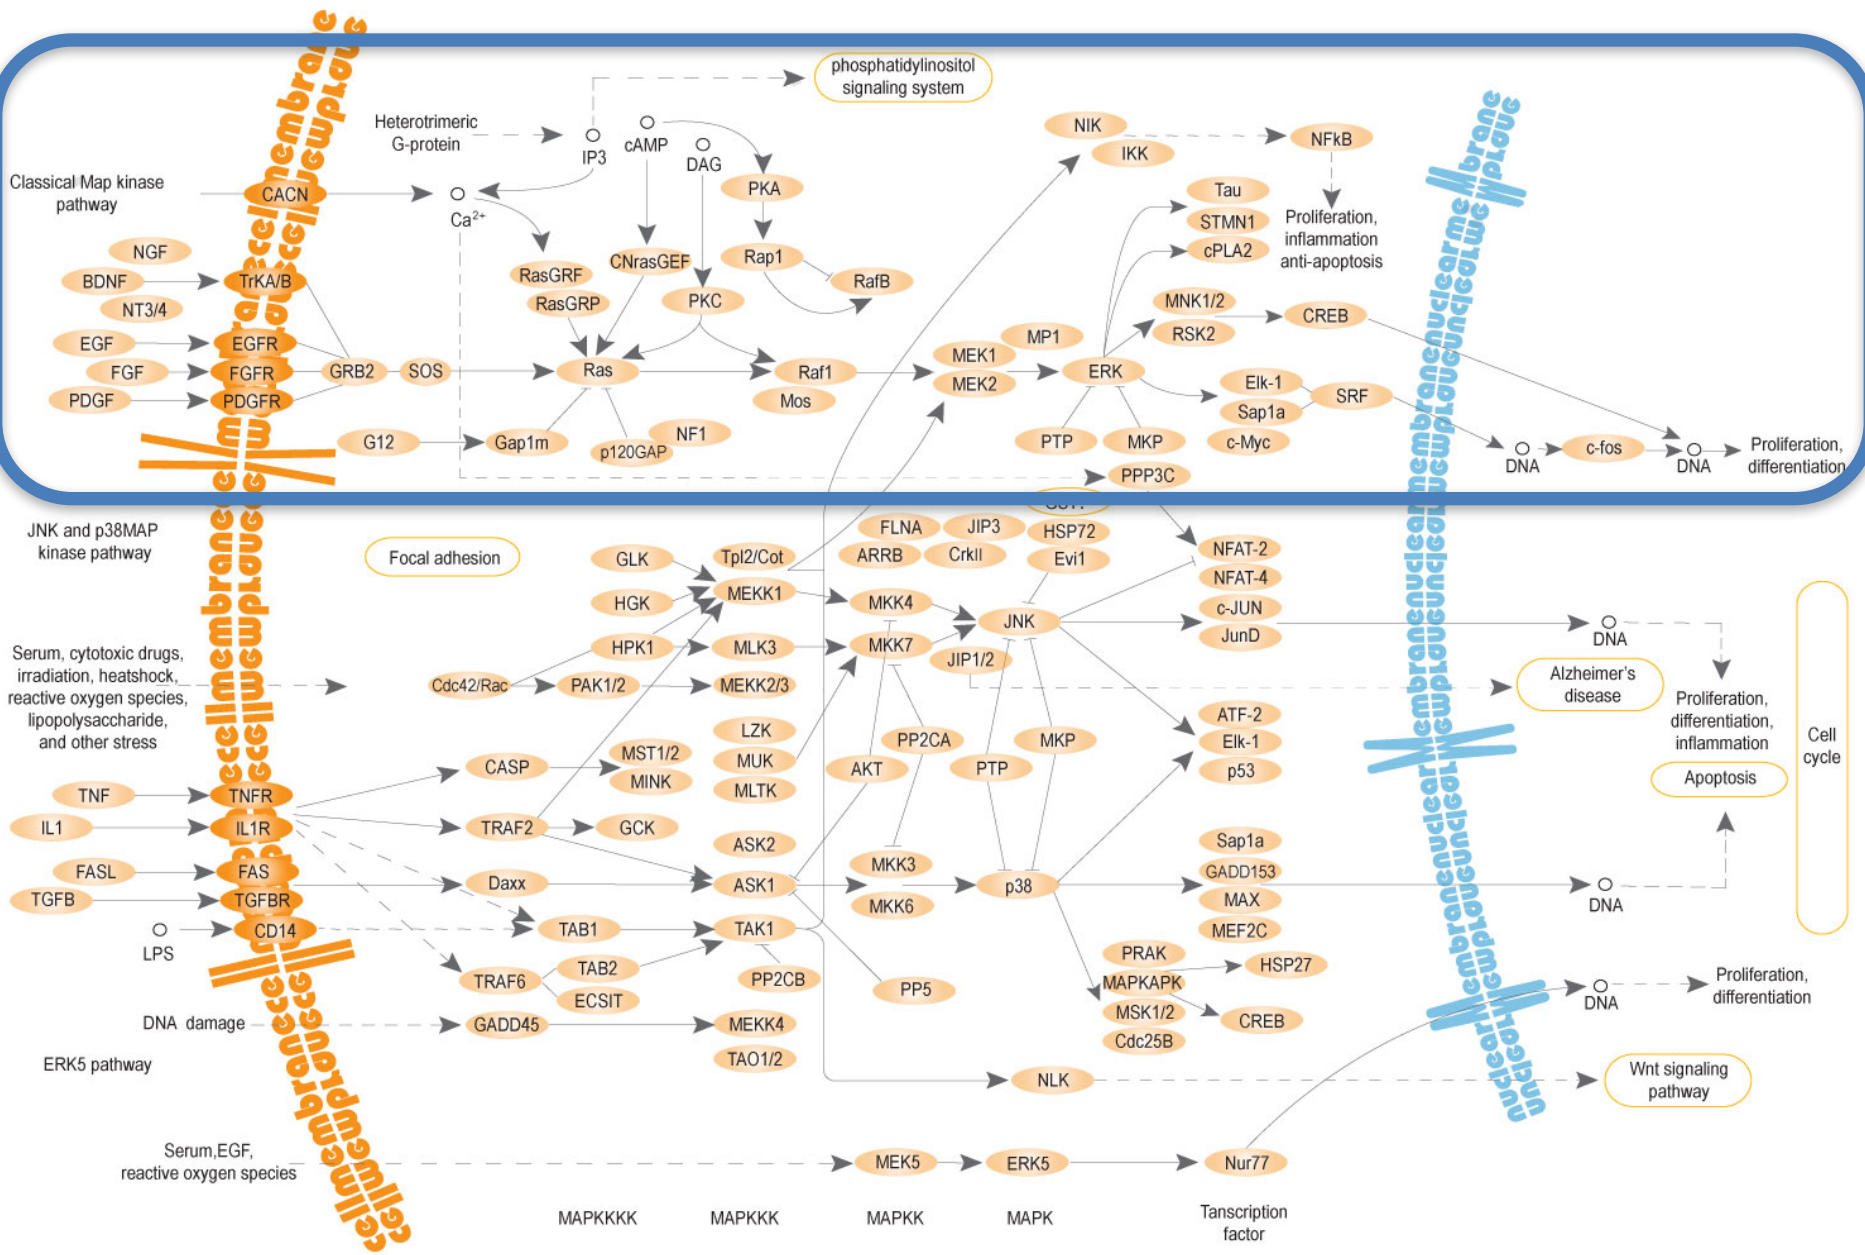 cell membrane
cell membrane
phosphatidylinositol
signaling system
Heterotrimeric
G-protein
IP3
cAMP
DAG
NIK
IKK
NFkB
Proliferation,
inflammation
anti-apoptosis
nuclear membrane
nuclear membrane
Classical Map kinase
pathway
CACN
Ca2+
PKA
Tau
STMN1
cPLA2
NGF
BDNF
NT3/4
TrKA/B
RasGRF
RasGRP
CNrasGEF
PKC
Rap1
RafB
MNK1/2
RSK2
CREB
EGF
FGF
PDGF
EGFR
FGFR
PDGFR
GRB2
SOS
Ras
Raf1
Mos
MEK1
MEK2
MP1
ERK
Elk-1
Sap1a
c-Myc
SRF
G12
Gap1m
p120GAP
NF1
PTP
MKP
PPP3C
DNA
c-fos
DNA
Proliferation,
differentiation
JNK and p38MAP
kinase pathway
Focal adhesion
GLK
HGK
HPK1
Tpl2/Cot
MEKK1
MLK3
FLNA
ARRB
JIP3
CrkII
HSP72
Evi1
MKK4
MKK7
JNK
JIP1/2
NFAT-2
NFAT-4
c-JUN
JunD
DNA
Serum, cytotoxic drugs,
irradiation, heatshock,
reactive oxygen species,
lipopolysaccharide,
and other stress
Cdc42/Rac
PAK1/2
MEKK2/3
Alzheimer's
disease
Proliferation,
differentiation,
inflammation
Cell
cycle
LZK
MUK
MLTK
PP2CA
AKT
PTP
MKP
ATF-2
Elk-1
p53
Apoptosis
CASP
MST1/2
MINK
TNF
IL1
TNFR
IL1R
TRAF2
GCK
ASK2
ASK1
FASL
TGFB
FAS
TGFBR
Daxx
MKK3
MKK6
p38
Sap1a
GADD153
MAX
MEF2C
DNA
LPS
CD14
TAB1
TAK1
TRAF6
TAB2
ECSIT
PP2CB
PP5
PRAK
MAPKAPK
MSK1/2
Cdc25B
HSP27
CREB
DNA
Proliferation,
differentiation
DNA damage
GADD45
MEKK4
TAO1/2
ERK5 pathway
NLK
Wnt signaling
pathway
Serum,EGF,
reactive oxygen species
MEK5
ERK5
Nur77
MAPKKKK
MAPKKK
MAPKK
MAPK
Tanscription
factor